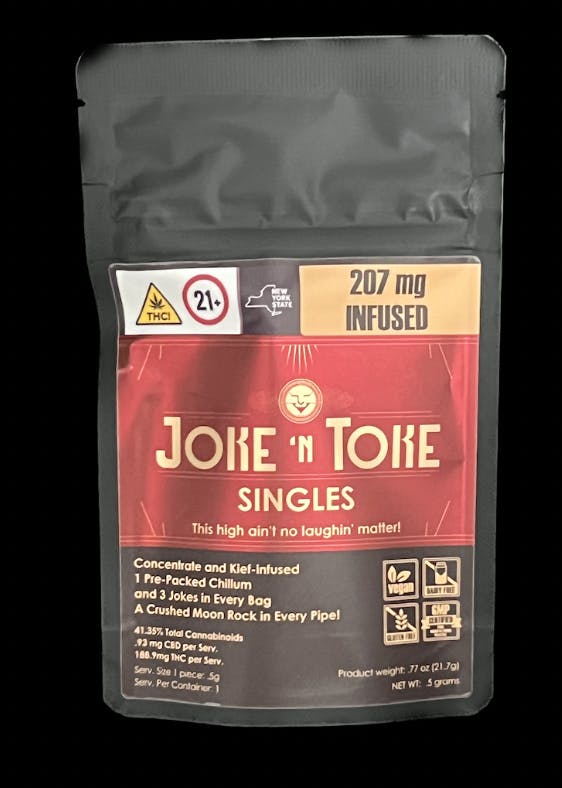 THC!
21+
NEW
YORK
STATE
207 mg
INFUSED
JOKE 'N TOKE
SINGLES
This high ain't no laughin' matter!
Concentrate and Kief-Infused
1 Pre-Packed Chillum
and 3 Jokes in Every Bag
A Crushed Moon Rock in Every Pipe!
41.35% Total Cannabinoids
.93 mg CBD per Serv.
188.9mg THC per Serv.
Serv. Size 1 piece: .5g
Serv. Per Container: 1
vegan
DAIRY FREE
GLUTEN FREE
GMP
CERTIFIED
Product weight: .77 oz (21.7g)
NET WT: .5 grams